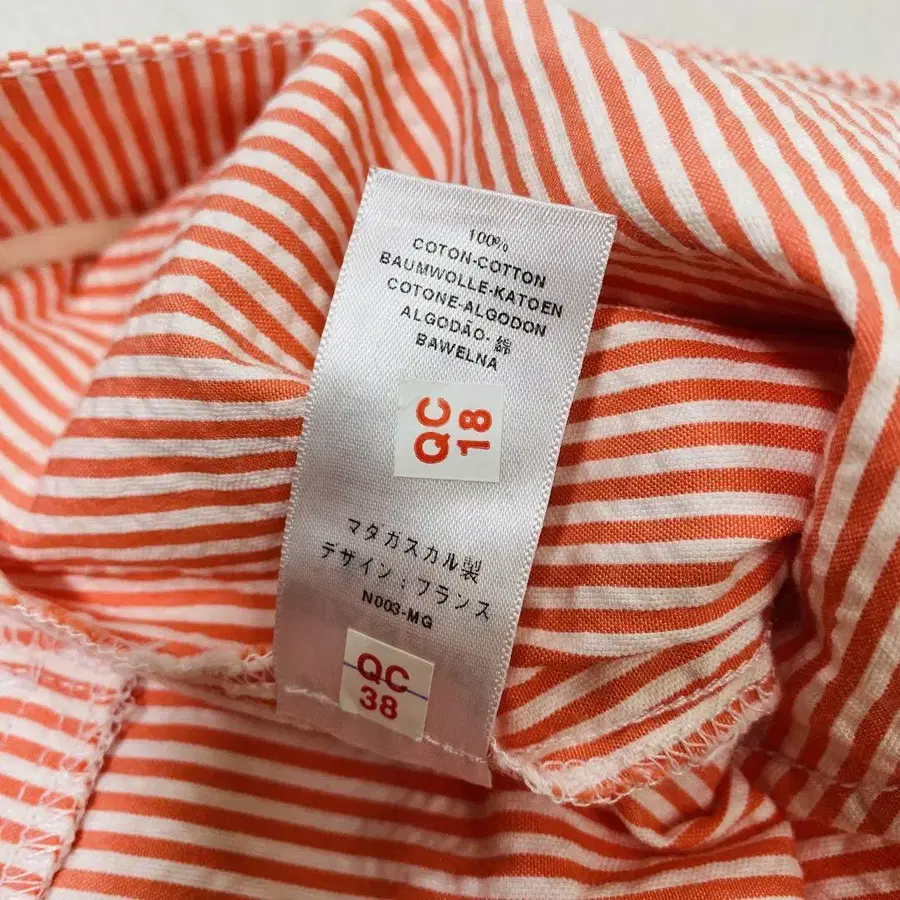 100%
COTON-COTTON
BAUMWOLLE-KATOEN
COTONE-ALGODON
ALGODÃO-綿
BAWELNA
QC
18
マダガスカル製
デザイン:フランス
N003-MG
QC
38